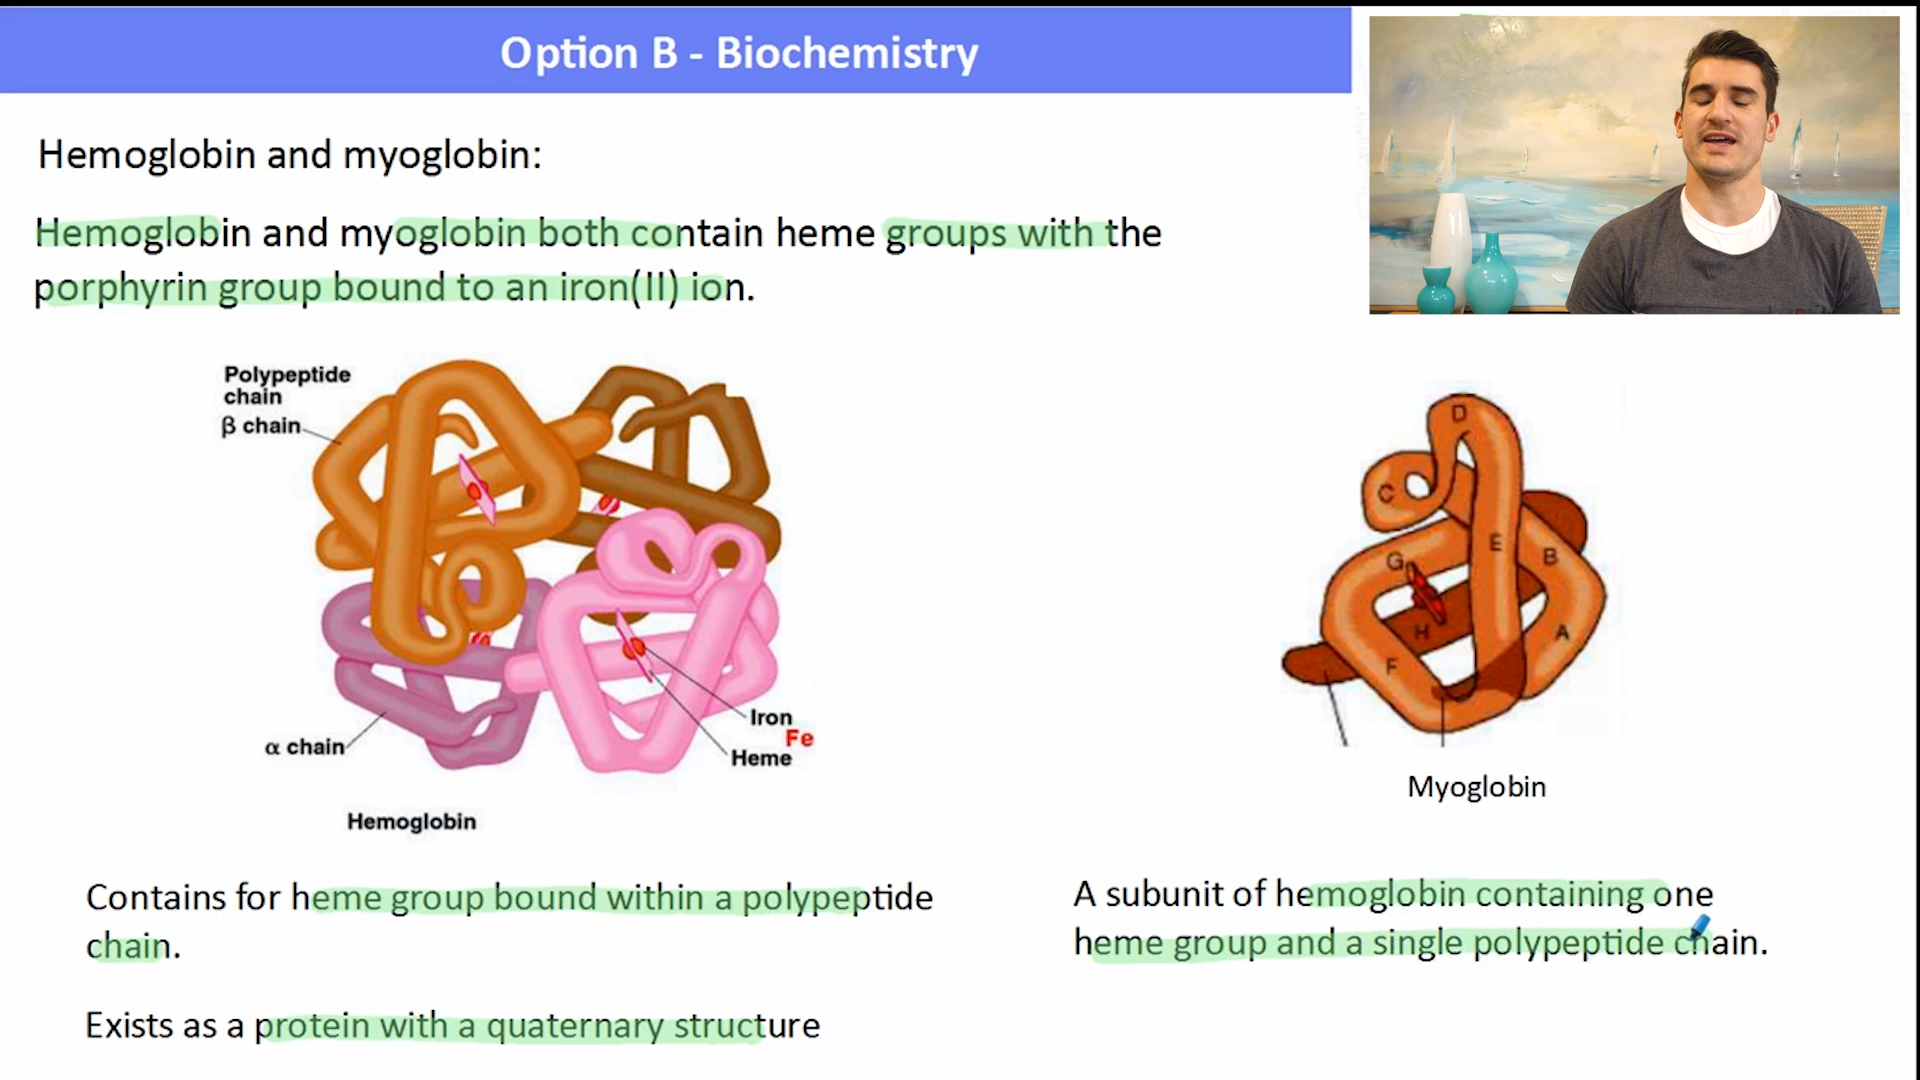 Option B - Biochemistry
Hemoglobin and myoglobin:
Hemoglobin and myoglobin both contain heme groups with the
porphyrin group bound to an iron(II) ion.
Polypeptide
chain
β chain
α chain
Iron
Fe
Heme
Hemoglobin
D
C
E
B
G
H
A
F
Myoglobin
Contains for heme group bound within a polypeptide
chain.
Exists as a protein with a quaternary structure
A subunit of hemoglobin containing one
heme group and a single polypeptide chain.